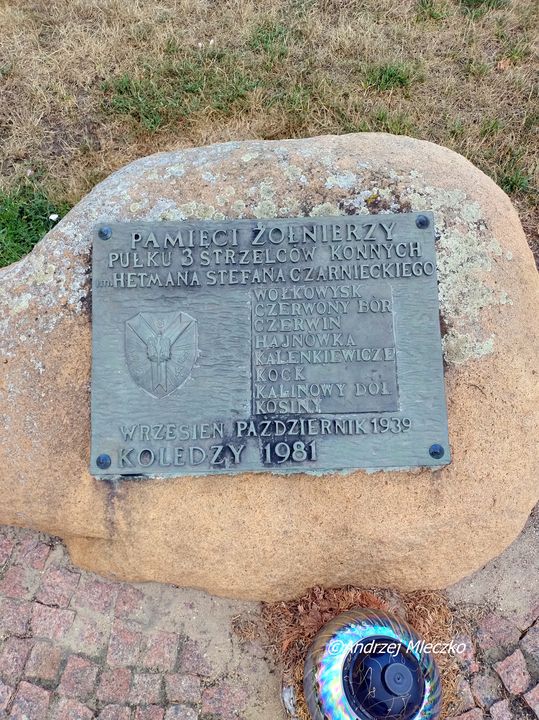 PAMIĘCI ŻOŁNIERZY
PUŁKU 3 STRZELCÓW KONNYCH
im. HETMANA STEFANA CZARNIECKIEGO
WOŁKOWYSK
CZERWONY BÓR
CZERWIN
HAJNÓWKA
KALENKIEWICZE
KOCK
KALINOWY DÓŁ
KOSINY
WRZESIEŃ PAŹDZIERNIK 1939
KOLEDZY 1981
© Andrzej Mleczko